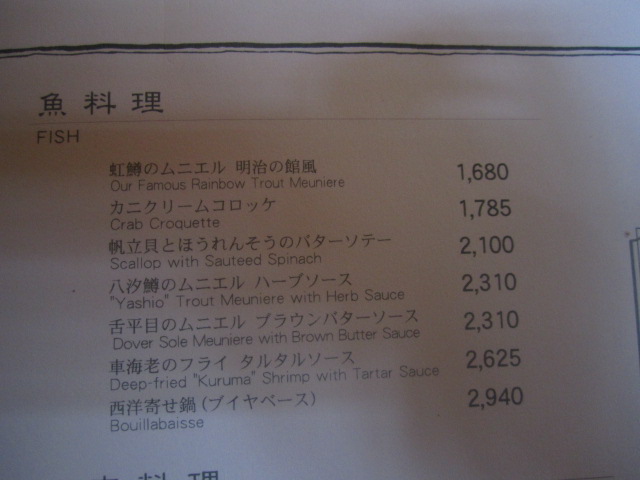 魚料理
FISH
虹鱒のムニエル 明治の館風 1,680
Our Famous Rainbow Trout Meuniere
カニクリームコロッケ 1,785
Crab Croquette
帆立貝とほうれんそうのバターソテー 2,100
Scallop with Sauteed Spinach
八汐鱒のムニエル ハーブソース 2,310
"Yashio" Trout Meuniere with Herb Sauce
舌平目のムニエル ブラウンバターソース 2,310
Dover Sole Meuniere with Brown Butter Sauce
車海老のフライ タルタルソース 2,625
Deep-fried "Kuruma" Shrimp with Tartar Sauce
西洋寄せ鍋(ブイヤベース) 2,940
Bouillabaisse
料理